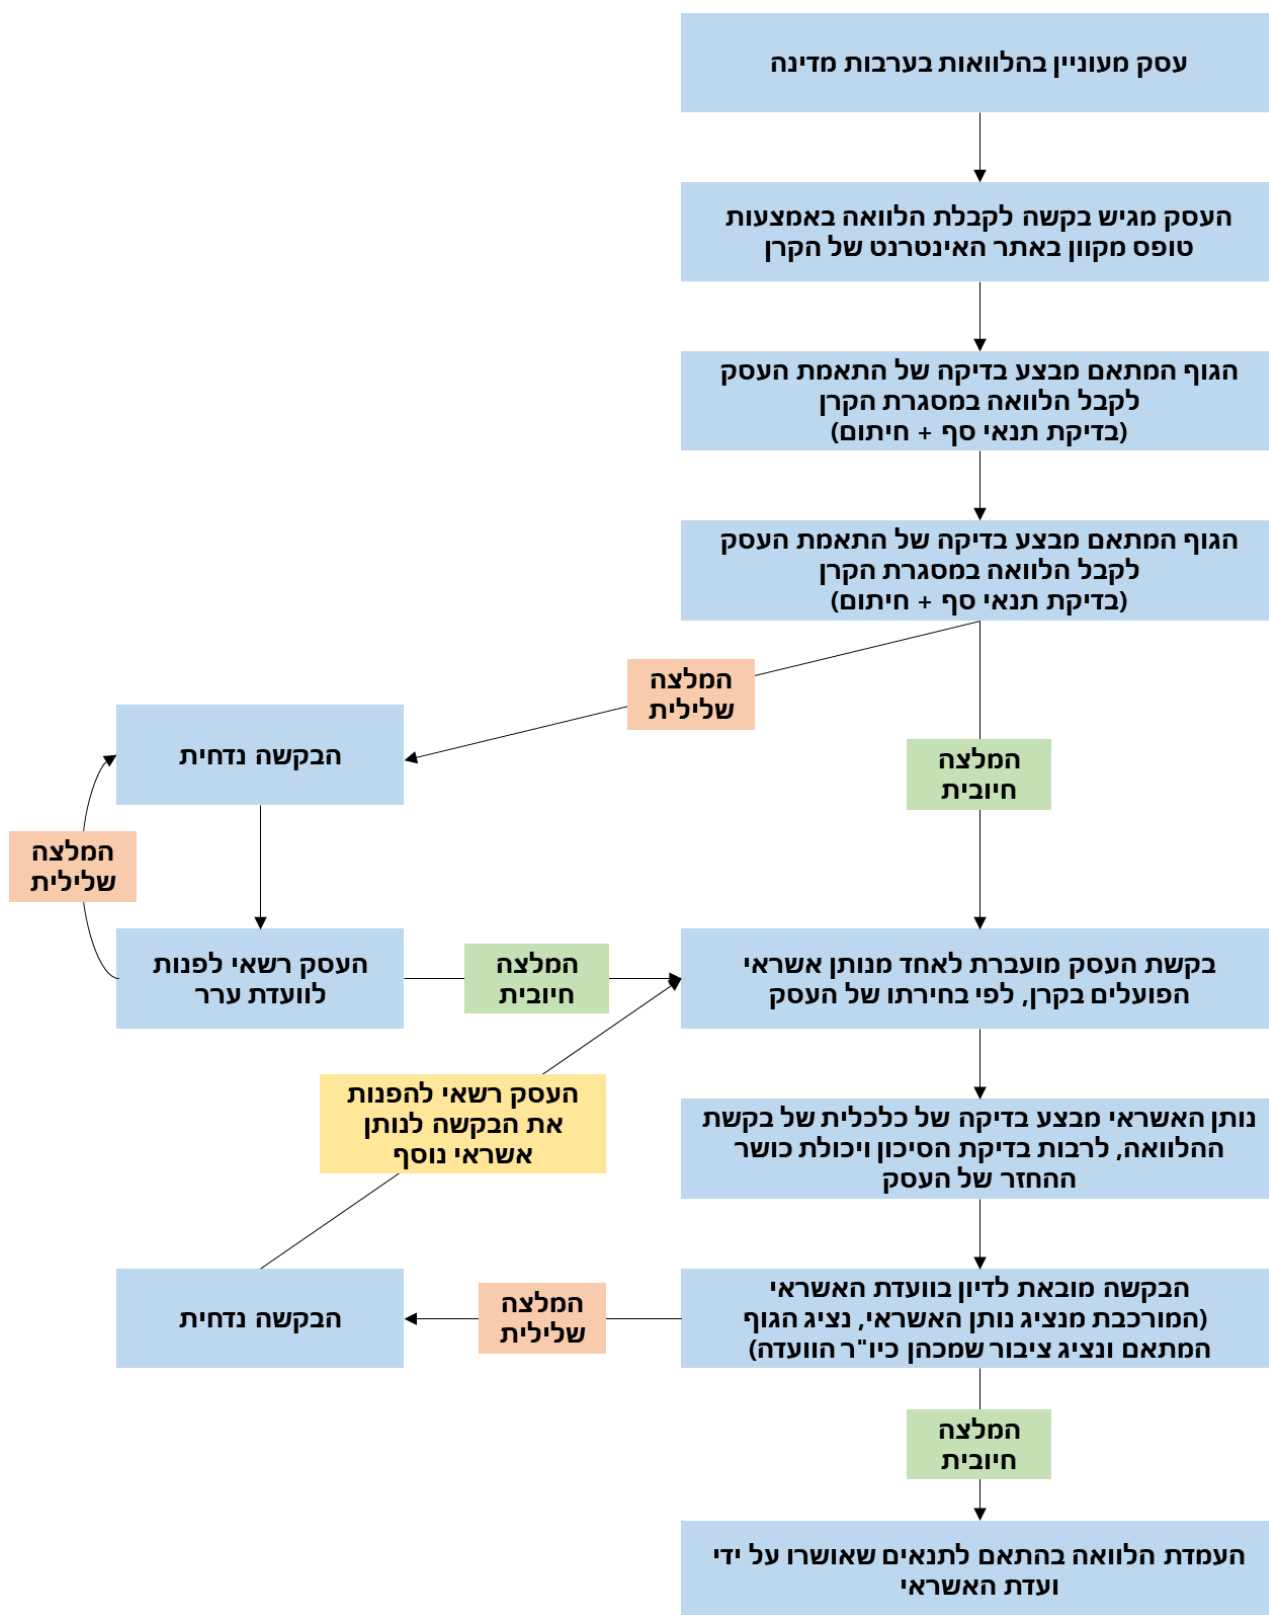 עסק מעוניין בהלוואות בערבות מדינה
העסק מגיש בקשה לקבלת הלוואה באמצעות
טופס מקוון באתר האינטרנט של הקרן
הגוף המתאם מבצע בדיקה של התאמת העסק
לקבל הלוואה במסגרת הקרן
(בדיקת תנאי סף + חיתום)
הגוף המתאם מבצע בדיקה של התאמת העסק
לקבל הלוואה במסגרת הקרן
(בדיקת תנאי סף + חיתום)
המלצה
שלילית
הבקשה נדחית
המלצה
חיובית
המלצה
שלילית
העסק רשאי לפנות
לוועדת ערר
המלצה
חיובית
בקשת העסק מועברת לאחד מנותן אשראי
הפועלים בקרן, לפי בחירתו של העסק
העסק רשאי להפנות
את הבקשה לנותן
אשראי נוסף
נותן האשראי מבצע בדיקה של כלכלית של בקשת
ההלוואה, לרבות בדיקת הסיכון ויכולת כושר
ההחזר של העסק
הבקשה מובאת לדיון בוועדת האשראי
(המורכבת מנציג נותן האשראי, נציג הגוף
המתאם ונציג ציבור שמכהן כיו"ר הוועדה)
המלצה
שלילית
הבקשה נדחית
המלצה
חיובית
העמדת הלוואה בהתאם לתנאים שאושרו על ידי
ועדת האשראי